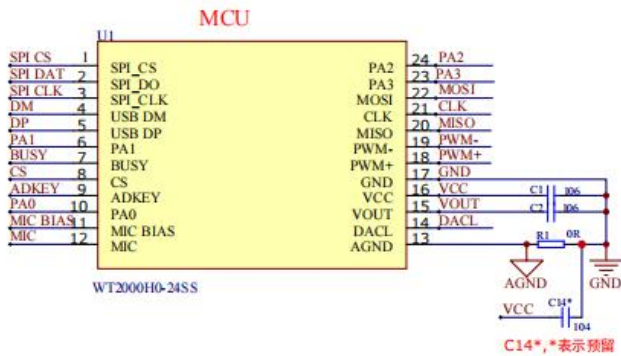 MCU
U1
SPI CS 1 SPI_CS PA2 24 PA2
SPI DAT 2 SPI_DO PA3 23 PA3
SPI CLK 3 SPI_CLK MOSI 22 MOSI
DM 4 USB DM CLK 21 CLK
DP 5 USB DP MISO 20 MISO
PA1 6 PA1 PWM- 19 PWM-
BUSY 7 BUSY PWM+ 18 PWM+
CS 8 CS GND 17 GND
ADKEY 9 ADKEY VCC 16 VCC C1 106
PA0 10 PA0 VOUT 15 VOUT C2 106
MIC BIAS 11 MIC BIAS DACL 14 DACL
MIC 12 MIC AGND 13 R1 0R
WT2000H0-24SS
AGND GND
VCC C14* 104
C14*,*表示预留